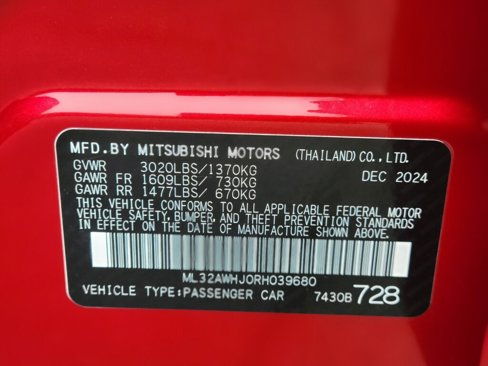 MFD.BY MITSUBISHI MOTORS (THAILAND)CO.,LTD.
GVWR 3020LBS/1370KG DEC 2024
GAWR FR 1609LBS/ 730KG
GAWR RR 1477LBS/ 670KG
THIS VEHICLE CONFORMS TO ALL APPLICABLE FEDERAL MOTOR
VEHICLE SAFETY, BUMPER, AND THEFT PREVENTION STANDARDS
IN EFFECT ON THE DATE OF MANUFACTURE SHOWN ABOVE.
ML32AWHJ0RH039680
VEHICLE TYPE:PASSENGER CAR 7430B 728